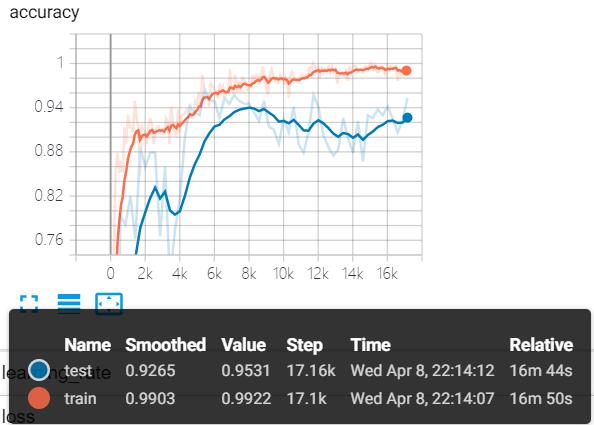 accuracy
1
0.94
0.88
0.82
0.76
0 2k 4k 6k 8k 10k 12k 14k 16k
Name Smoothed Value Step Time Relative
test 0.9265 0.9531 17.16k Wed Apr 8, 22:14:12 16m 44s
train 0.9903 0.9922 17.1k Wed Apr 8, 22:14:07 16m 50s
learning_rate
loss